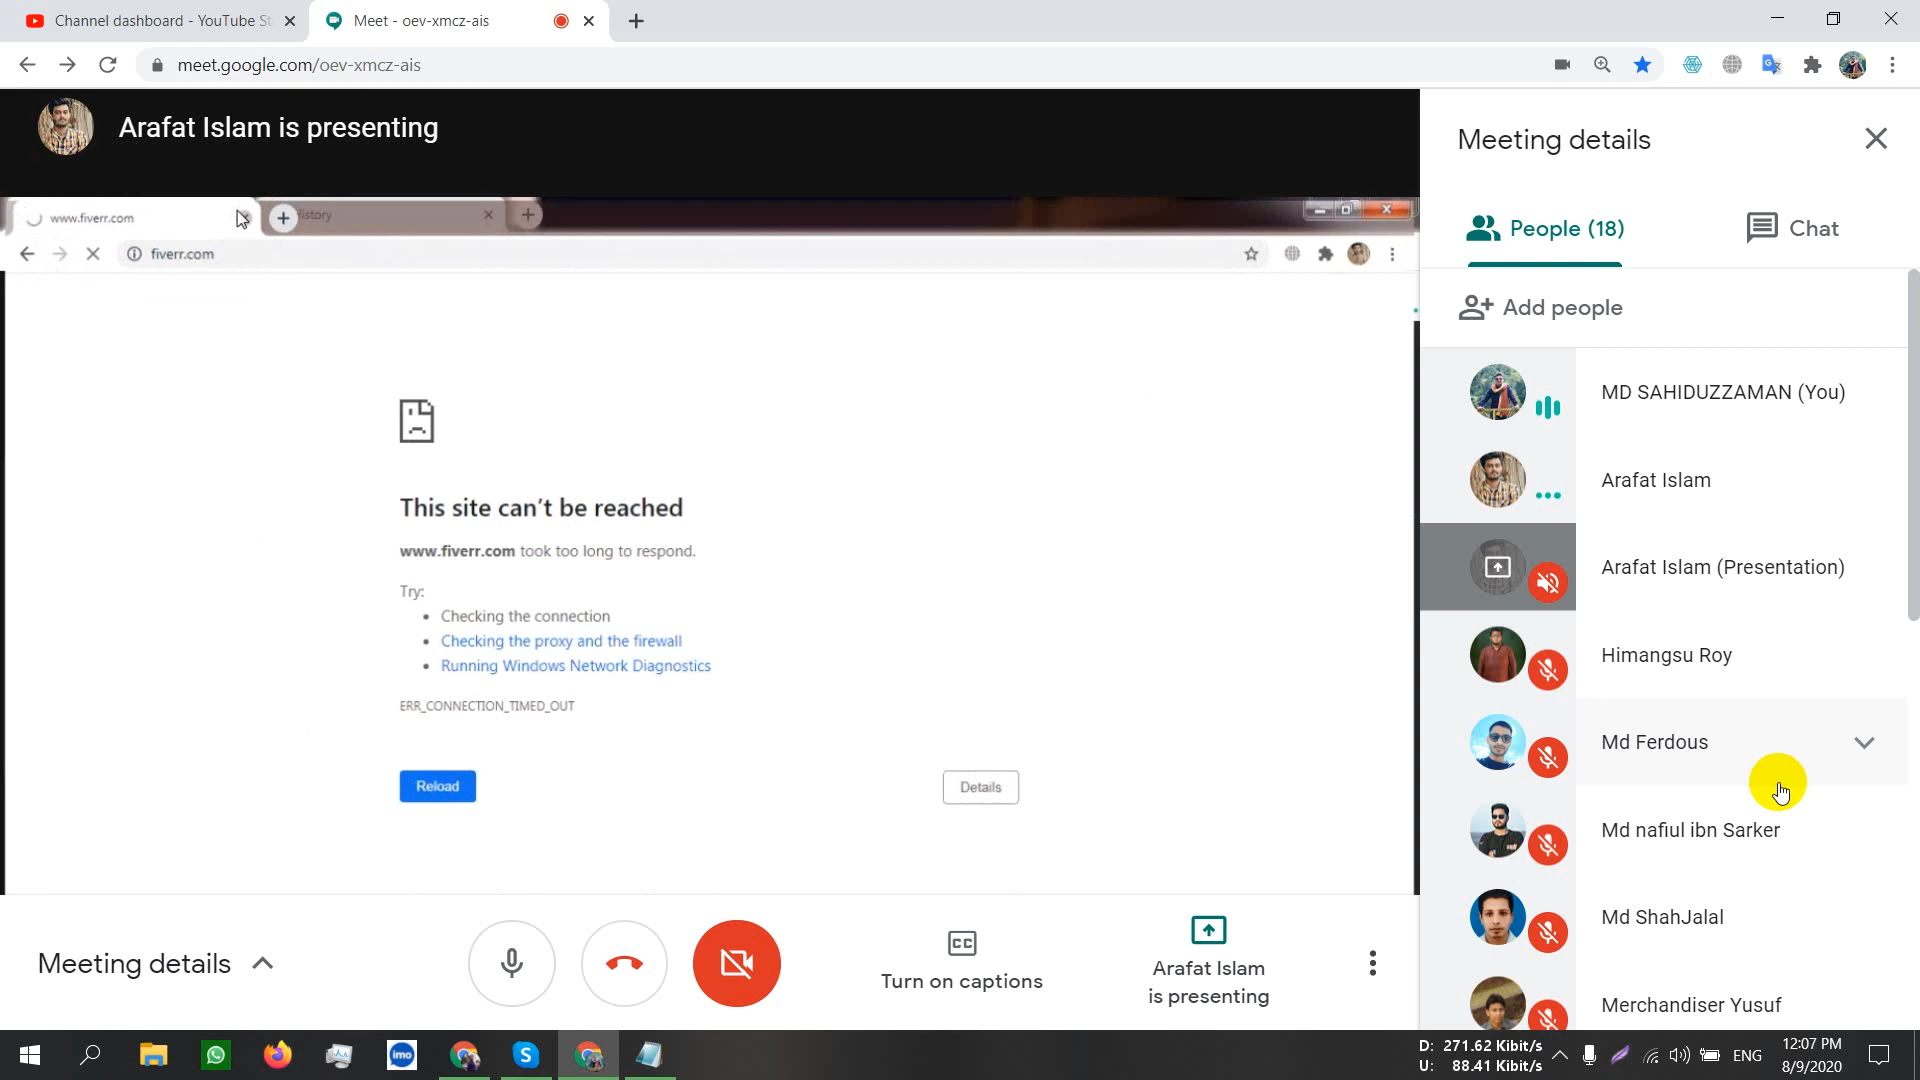 Channel dashboard - YouTube St
Meet - oev-xmcz-ais
meet.google.com/oev-xmcz-ais
Arafat Islam is presenting
www.fiverr.com
History
fiverr.com
This site can't be reached
www.fiverr.com took too long to respond.
Try:
• Checking the connection
• Checking the proxy and the firewall
• Running Windows Network Diagnostics
ERR_CONNECTION_TIMED_OUT
Reload
Details
Meeting details
People (18)
Chat
Add people
MD SAHIDUZZAMAN (You)
Arafat Islam
Arafat Islam (Presentation)
Himangsu Roy
Md Ferdous
Md nafiul ibn Sarker
Md ShahJalal
Merchandiser Yusuf
Meeting details
CC
Turn on captions
Arafat Islam
is presenting
imo
D: 271.62 Kibit/s
U: 88.41 Kibit/s
ENG
12:07 PM
8/9/2020